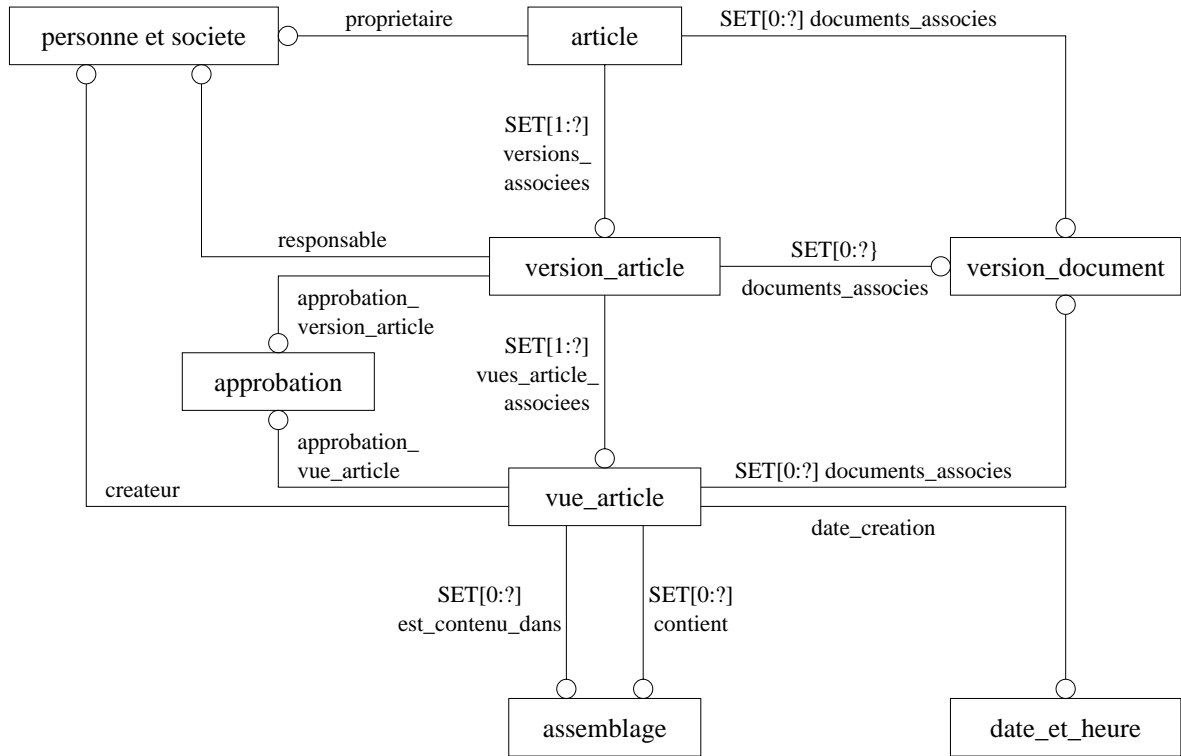 personne et societe
proprietaire
article
SET[0:?] documents_associes
SET[1:?]
versions_
associees
responsable
version_article
SET[0:?}
documents_associes
version_document
approbation_
version_article
SET[1:?]
vues_article_
associees
approbation
approbation_
vue_article
createur
vue_article
SET[0:?] documents_associes
date_creation
SET[0:?]
est_contenu_dans
SET[0:?]
contient
assemblage
date_et_heure